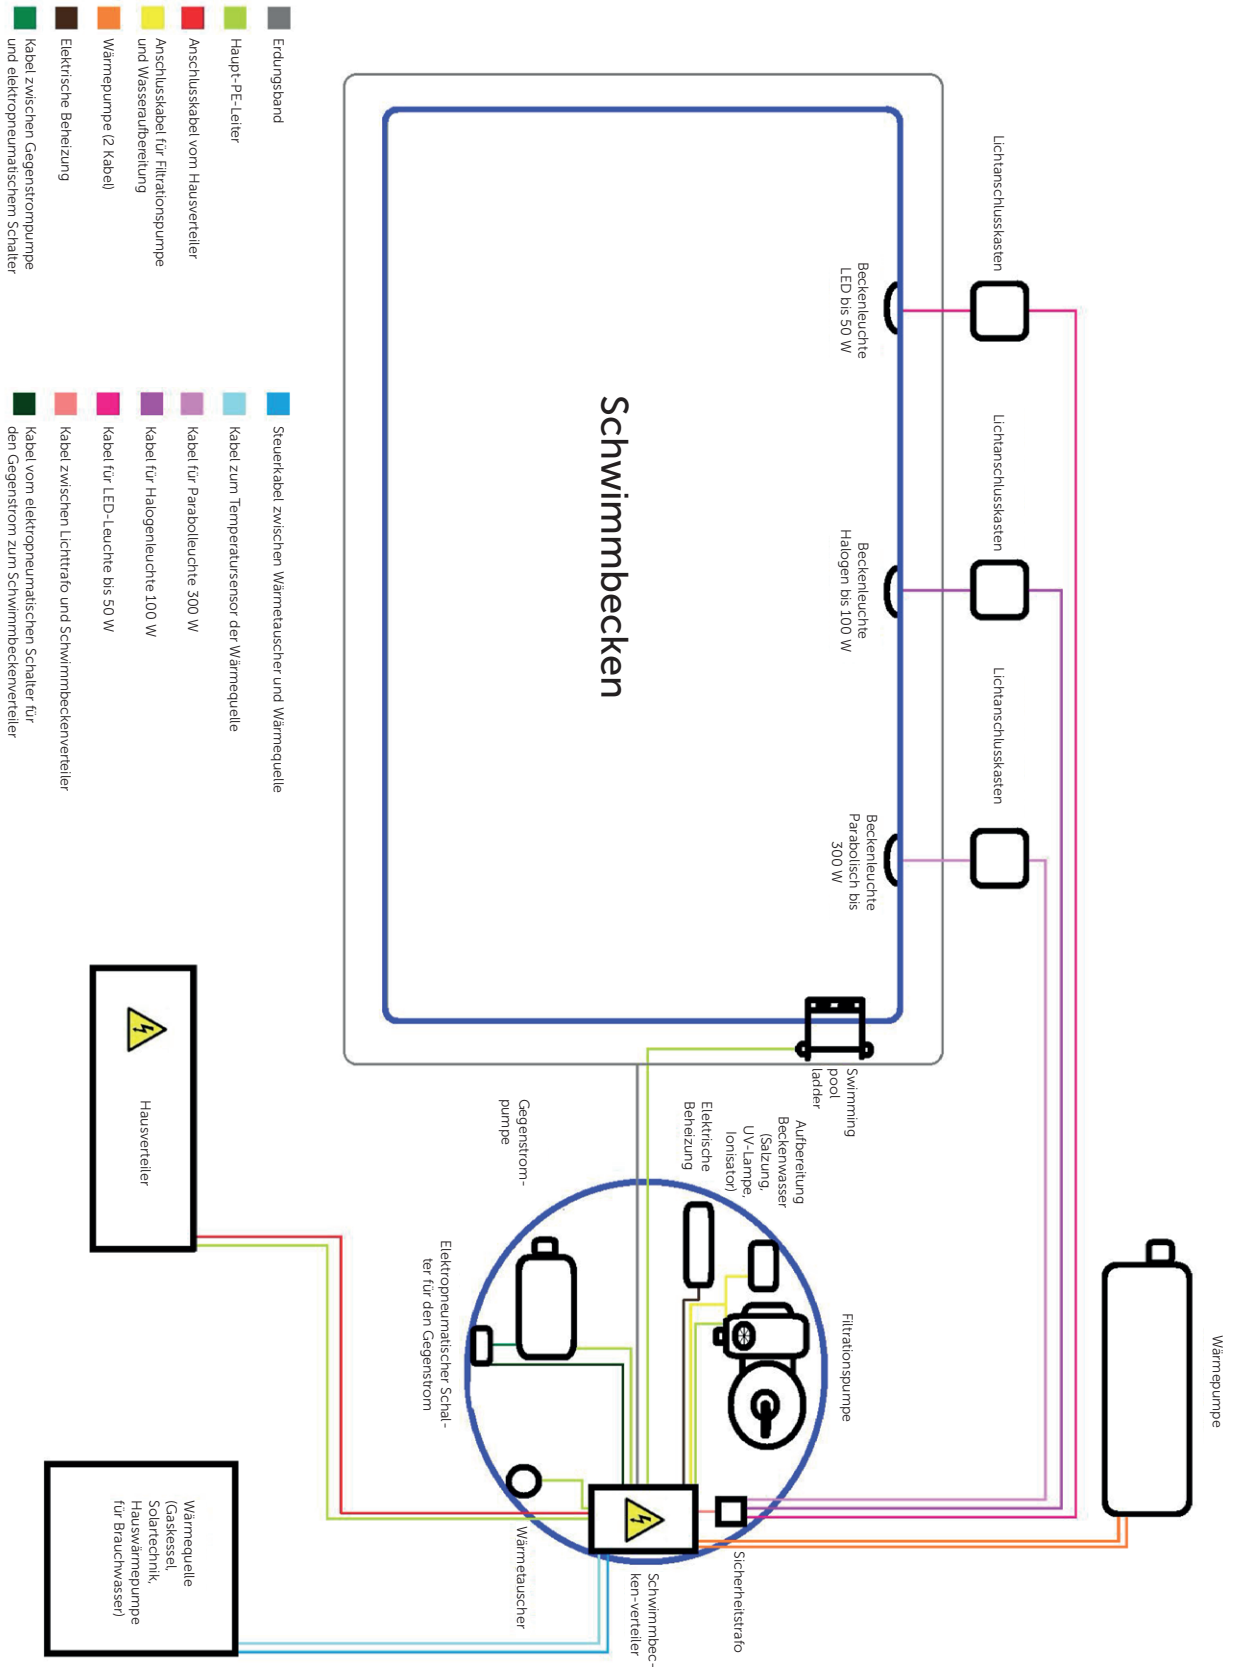 Wärmepumpe
Lichtanschlusskasten
Lichtanschlusskasten
Lichtanschlusskasten
Beckenleuchte
LED bis 50 W
Beckenleuchte
Halogen bis 100 W
Beckenleuchte
Parabolisch bis
300 W
Swimming
pool
ladder
Filtrationspumpe
Aufbereitung
Beckenwasser
(Salzung,
UV-Lampe,
Ionisator)
Elektrische
Beheizung
Sicherheitstrafo
Schwimmbecken
Schwimmbec-
ken-verteiler
Gegenstrom-
pumpe
Wärmetauscher
Elektropneumatischer Schal-
ter für den Gegenstrom
Hausverteiler
Wärmequelle
(Gaskessel,
Solartechnik,
Hauswärmepumpe
für Brauchwasser)
Erdungsband
Haupt-PE-Leiter
Anschlusskabel vom Hausverteiler
Anschlusskabel für Filtrationspumpe
und Wasseraufbereitung
Wärmepumpe (2 Kabel)
Elektrische Beheizung
Kabel zwischen Gegenstrompumpe
und elektropneumatischem Schalter
Steuerkabel zwischen Wärmetauscher und Wärmequelle
Kabel zum Temperatursensor der Wärmequelle
Kabel für Parabolleuchte 300 W
Kabel für Halogenleuchte 100 W
Kabel für LED-Leuchte bis 50 W
Kabel zwischen Lichttrafo und Schwimmbeckenverteiler
Kabel vom elektropneumatischen Schalter für
den Gegenstrom zum Schwimmbeckenverteiler